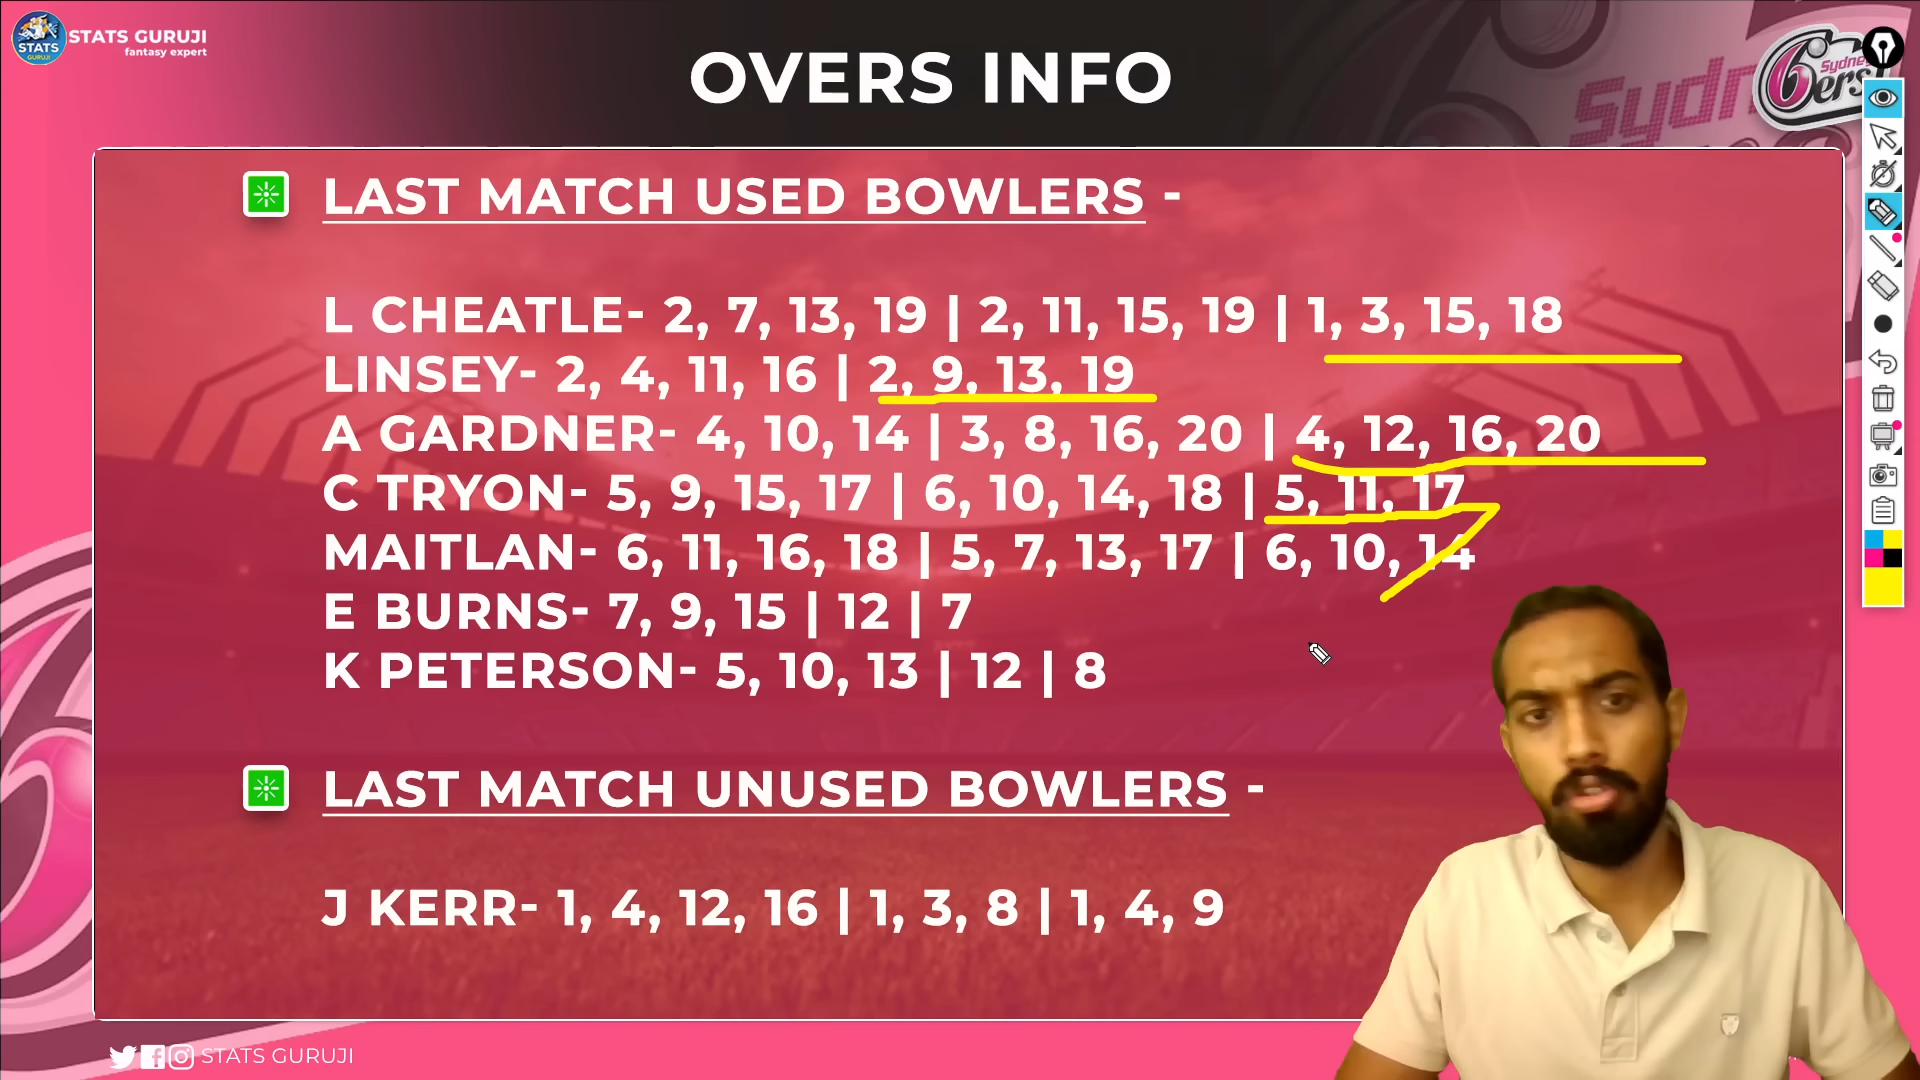 STATS GURUJI
fantasy expert
STATS
GURUJI
OVERS INFO
Sydney
6ers
LAST MATCH USED BOWLERS -
L CHEATLE- 2, 7, 13, 19 | 2, 11, 15, 19 | 1, 3, 15, 18
LINSEY- 2, 4, 11, 16 | 2, 9, 13, 19
A GARDNER- 4, 10, 14 | 3, 8, 16, 20 | 4, 12, 16, 20
C TRYON- 5, 9, 15, 17 | 6, 10, 14, 18 | 5, 11, 17
MAITLAN- 6, 11, 16, 18 | 5, 7, 13, 17 | 6, 10, 14
E BURNS- 7, 9, 15 | 12 | 7
K PETERSON- 5, 10, 13 | 12 | 8
LAST MATCH UNUSED BOWLERS -
J KERR- 1, 4, 12, 16 | 1, 3, 8 | 1, 4, 9
STATS GURUJI